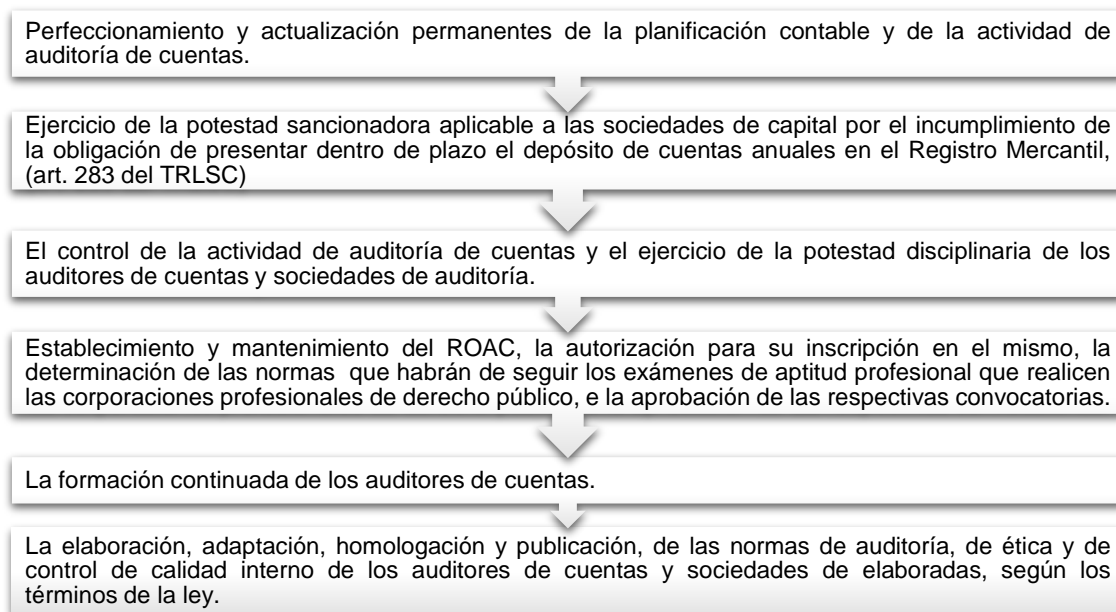 Perfeccionamiento y actualización permanentes de la planificación contable y de la actividad de
auditoría de cuentas.
Ejercicio de la potestad sancionadora aplicable a las sociedades de capital por el incumplimiento de
la obligación de presentar dentro de plazo el depósito de cuentas anuales en el Registro Mercantil,
(art. 283 del TRLSC)
El control de la actividad de auditoría de cuentas y el ejercicio de la potestad disciplinaria de los
auditores de cuentas y sociedades de auditoría.
Establecimiento y mantenimiento del ROAC, la autorización para su inscripción en el mismo, la
determinación de las normas que habrán de seguir los exámenes de aptitud profesional que realicen
las corporaciones profesionales de derecho público, e la aprobación de las respectivas convocatorias.
La formación continuada de los auditores de cuentas.
La elaboración, adaptación, homologación y publicación, de las normas de auditoría, de ética y de
control de calidad interno de los auditores de cuentas y sociedades de elaboradas, según los
términos de la ley.